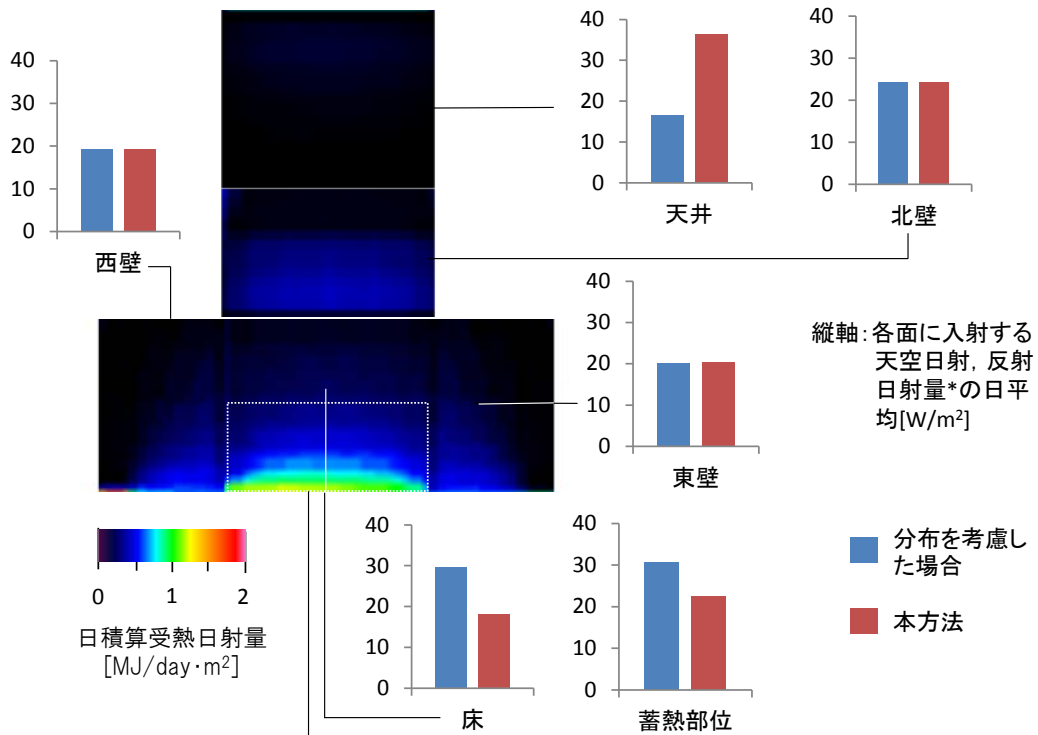 40
30
20
10
0
西壁
40
30
20
10
0
天井
40
30
20
10
0
北壁
40
30
20
10
0
東壁
縦軸：各面に入射する
天空日射，反射
日射量*の日平
均[W/m²]
0 1 2
日積算受熱日射量
[MJ/day･m²]
40
30
20
10
0
床
40
30
20
10
0
蓄熱部位
分布を考慮し
た場合
本方法